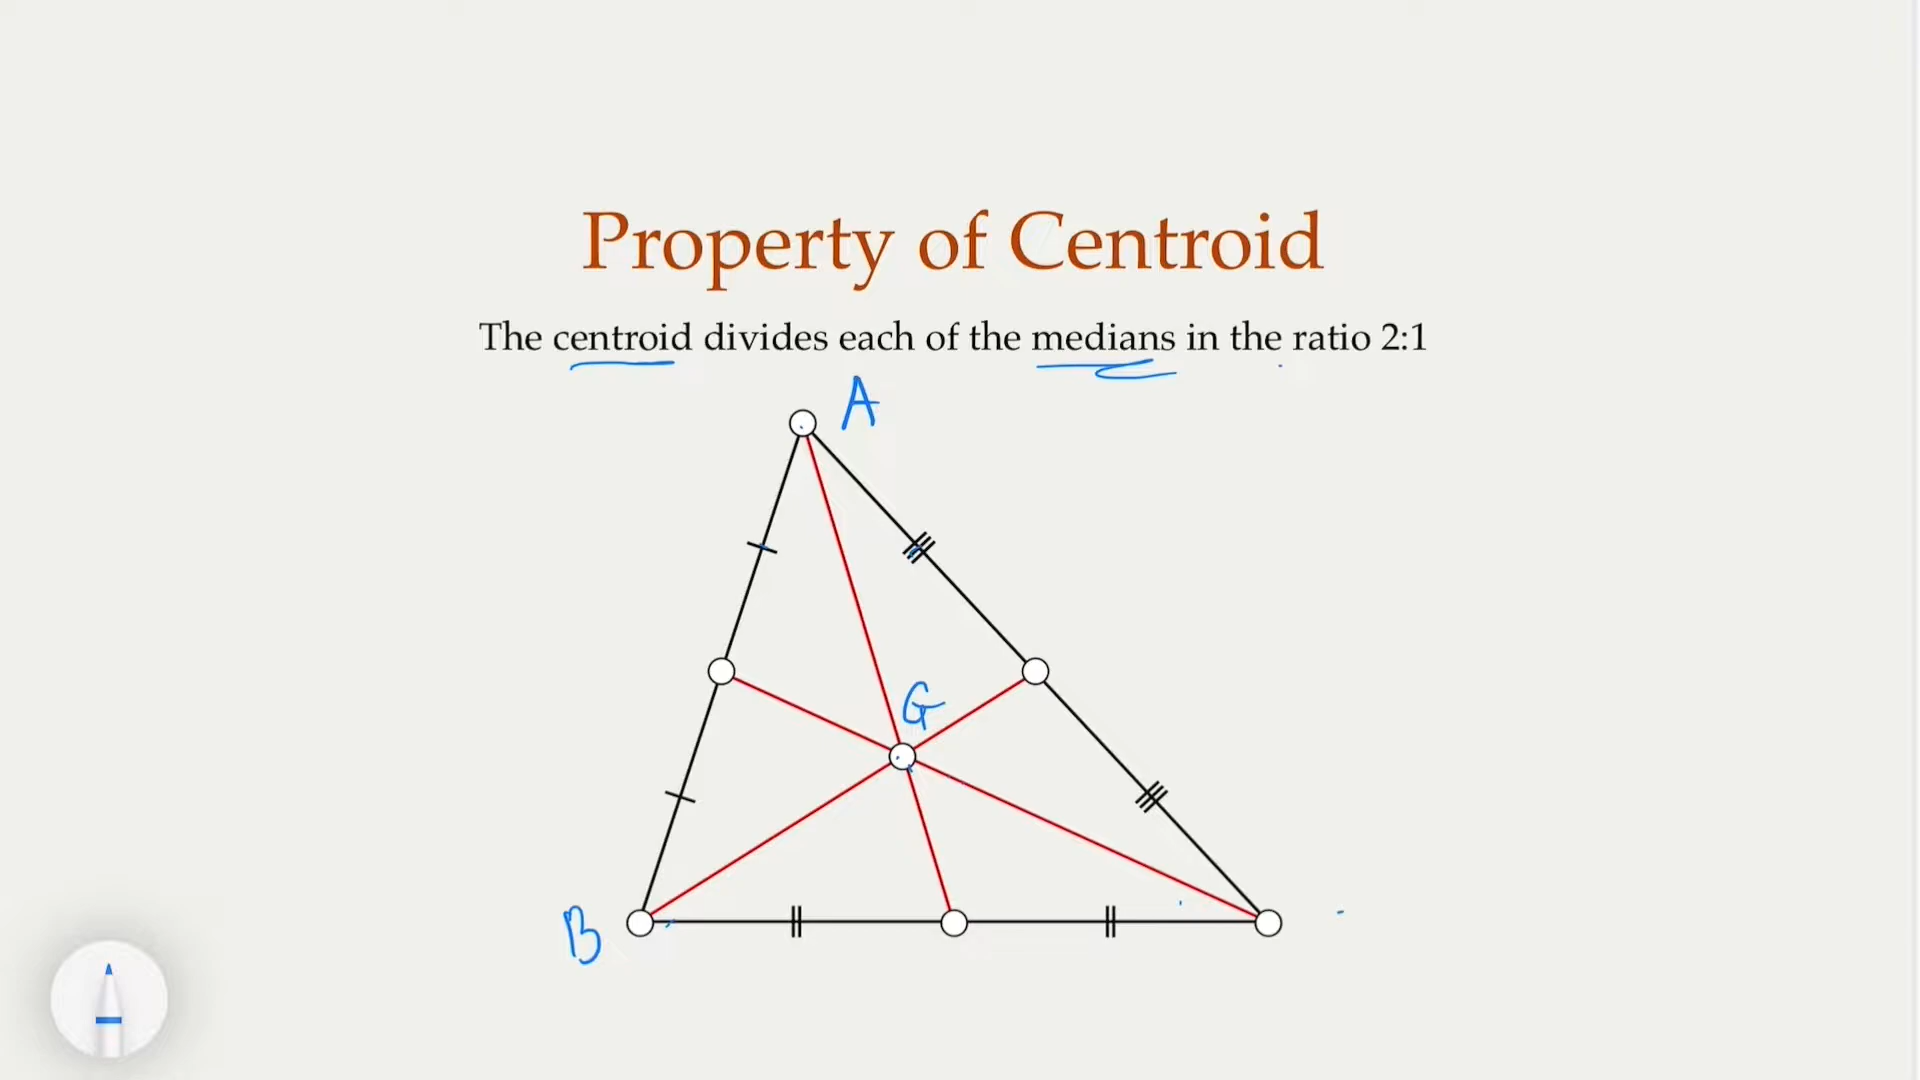 Property of Centroid
The centroid divides each of the medians in the ratio 2:1
A
G
B